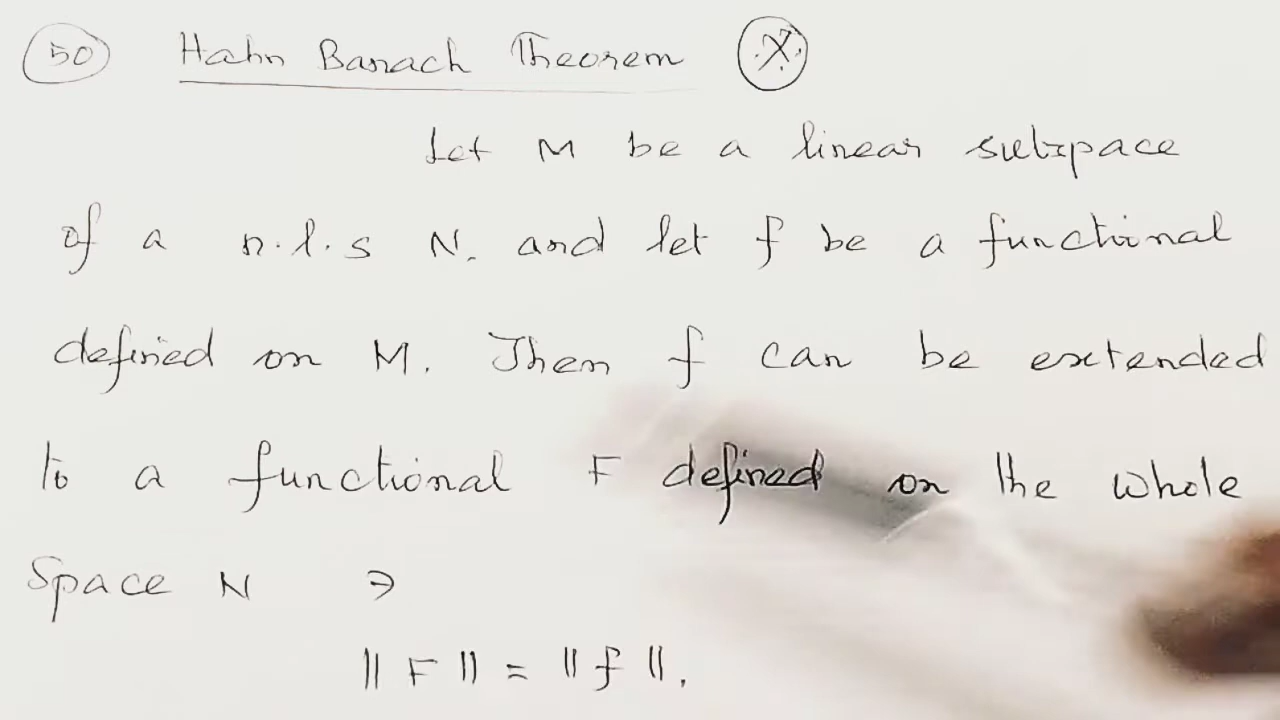 50 Hahn Banach Theorem X
Let M be a linear subspace
of a n.l.s N. and let f be a functional
defined on M. Then f can be extended
to a functional F defined on the whole
Space N ∋
|| F || = || f ||.